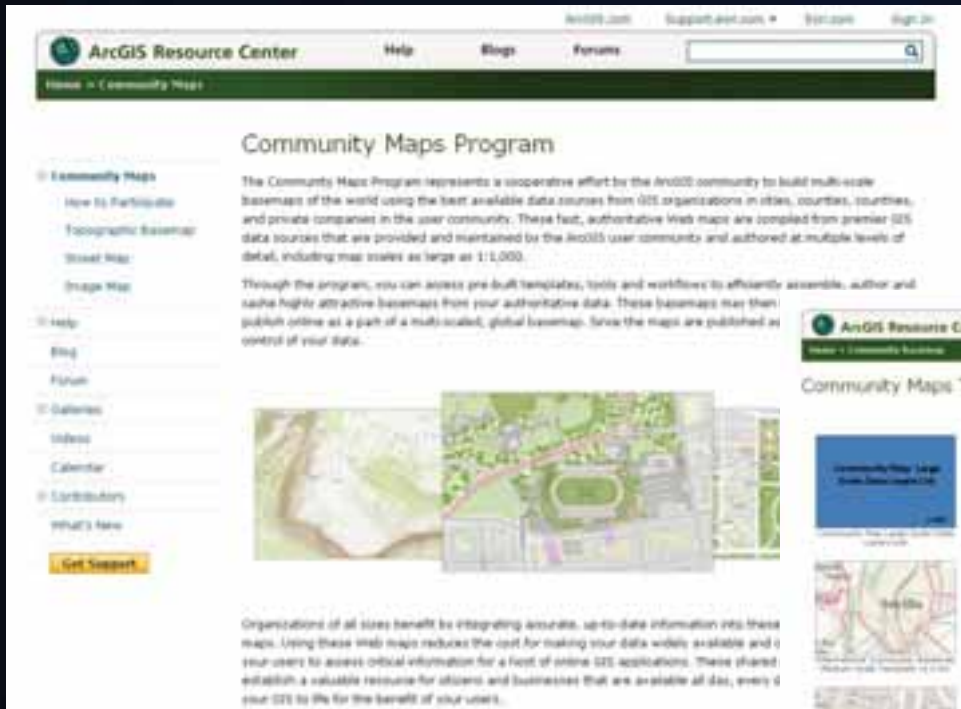 ArcGIS.com Support.esri.com Esri.com Sign In
ArcGIS Resource Center Help Blogs Forums
Home > Community Maps
Community Maps Program
Community Maps
How to Participate
Topographic Basemap
Street Map
Image Map
Help
Blog
Forum
Galleries
Videos
Calendar
Contributors
What's New
Get Support
The Community Maps Program represents a cooperative effort by the ArcGIS community to build multi-scale
basemaps of the world using the best available data sources from GIS organizations in cities, counties, countries,
and private companies in the user community. These fast, authoritative Web maps are compiled from premier GIS
data sources that are provided and maintained by the ArcGIS user community and authored at multiple levels of
detail, including map scales as large as 1:1,000.
Through the program, you can access pre-built templates, tools and workflows to efficiently assemble, author and
cache highly attractive basemaps from your authoritative data. These basemaps may then
publish online as a part of a multi-scaled, global basemap. Since the maps are published as
control of your data.
Organizations of all sizes benefit by integrating accurate, up-to-date information into these
maps. Using these Web maps reduces the cost for making your data widely available and
your users to access critical information for a host of online GIS applications. These shared
establish a valuable resource for citizens and businesses that are available all day, every
your GIS to life for the benefit of your users.
ArcGIS Resource C
Home > Community Basemap
Community Maps T
Community Map Large